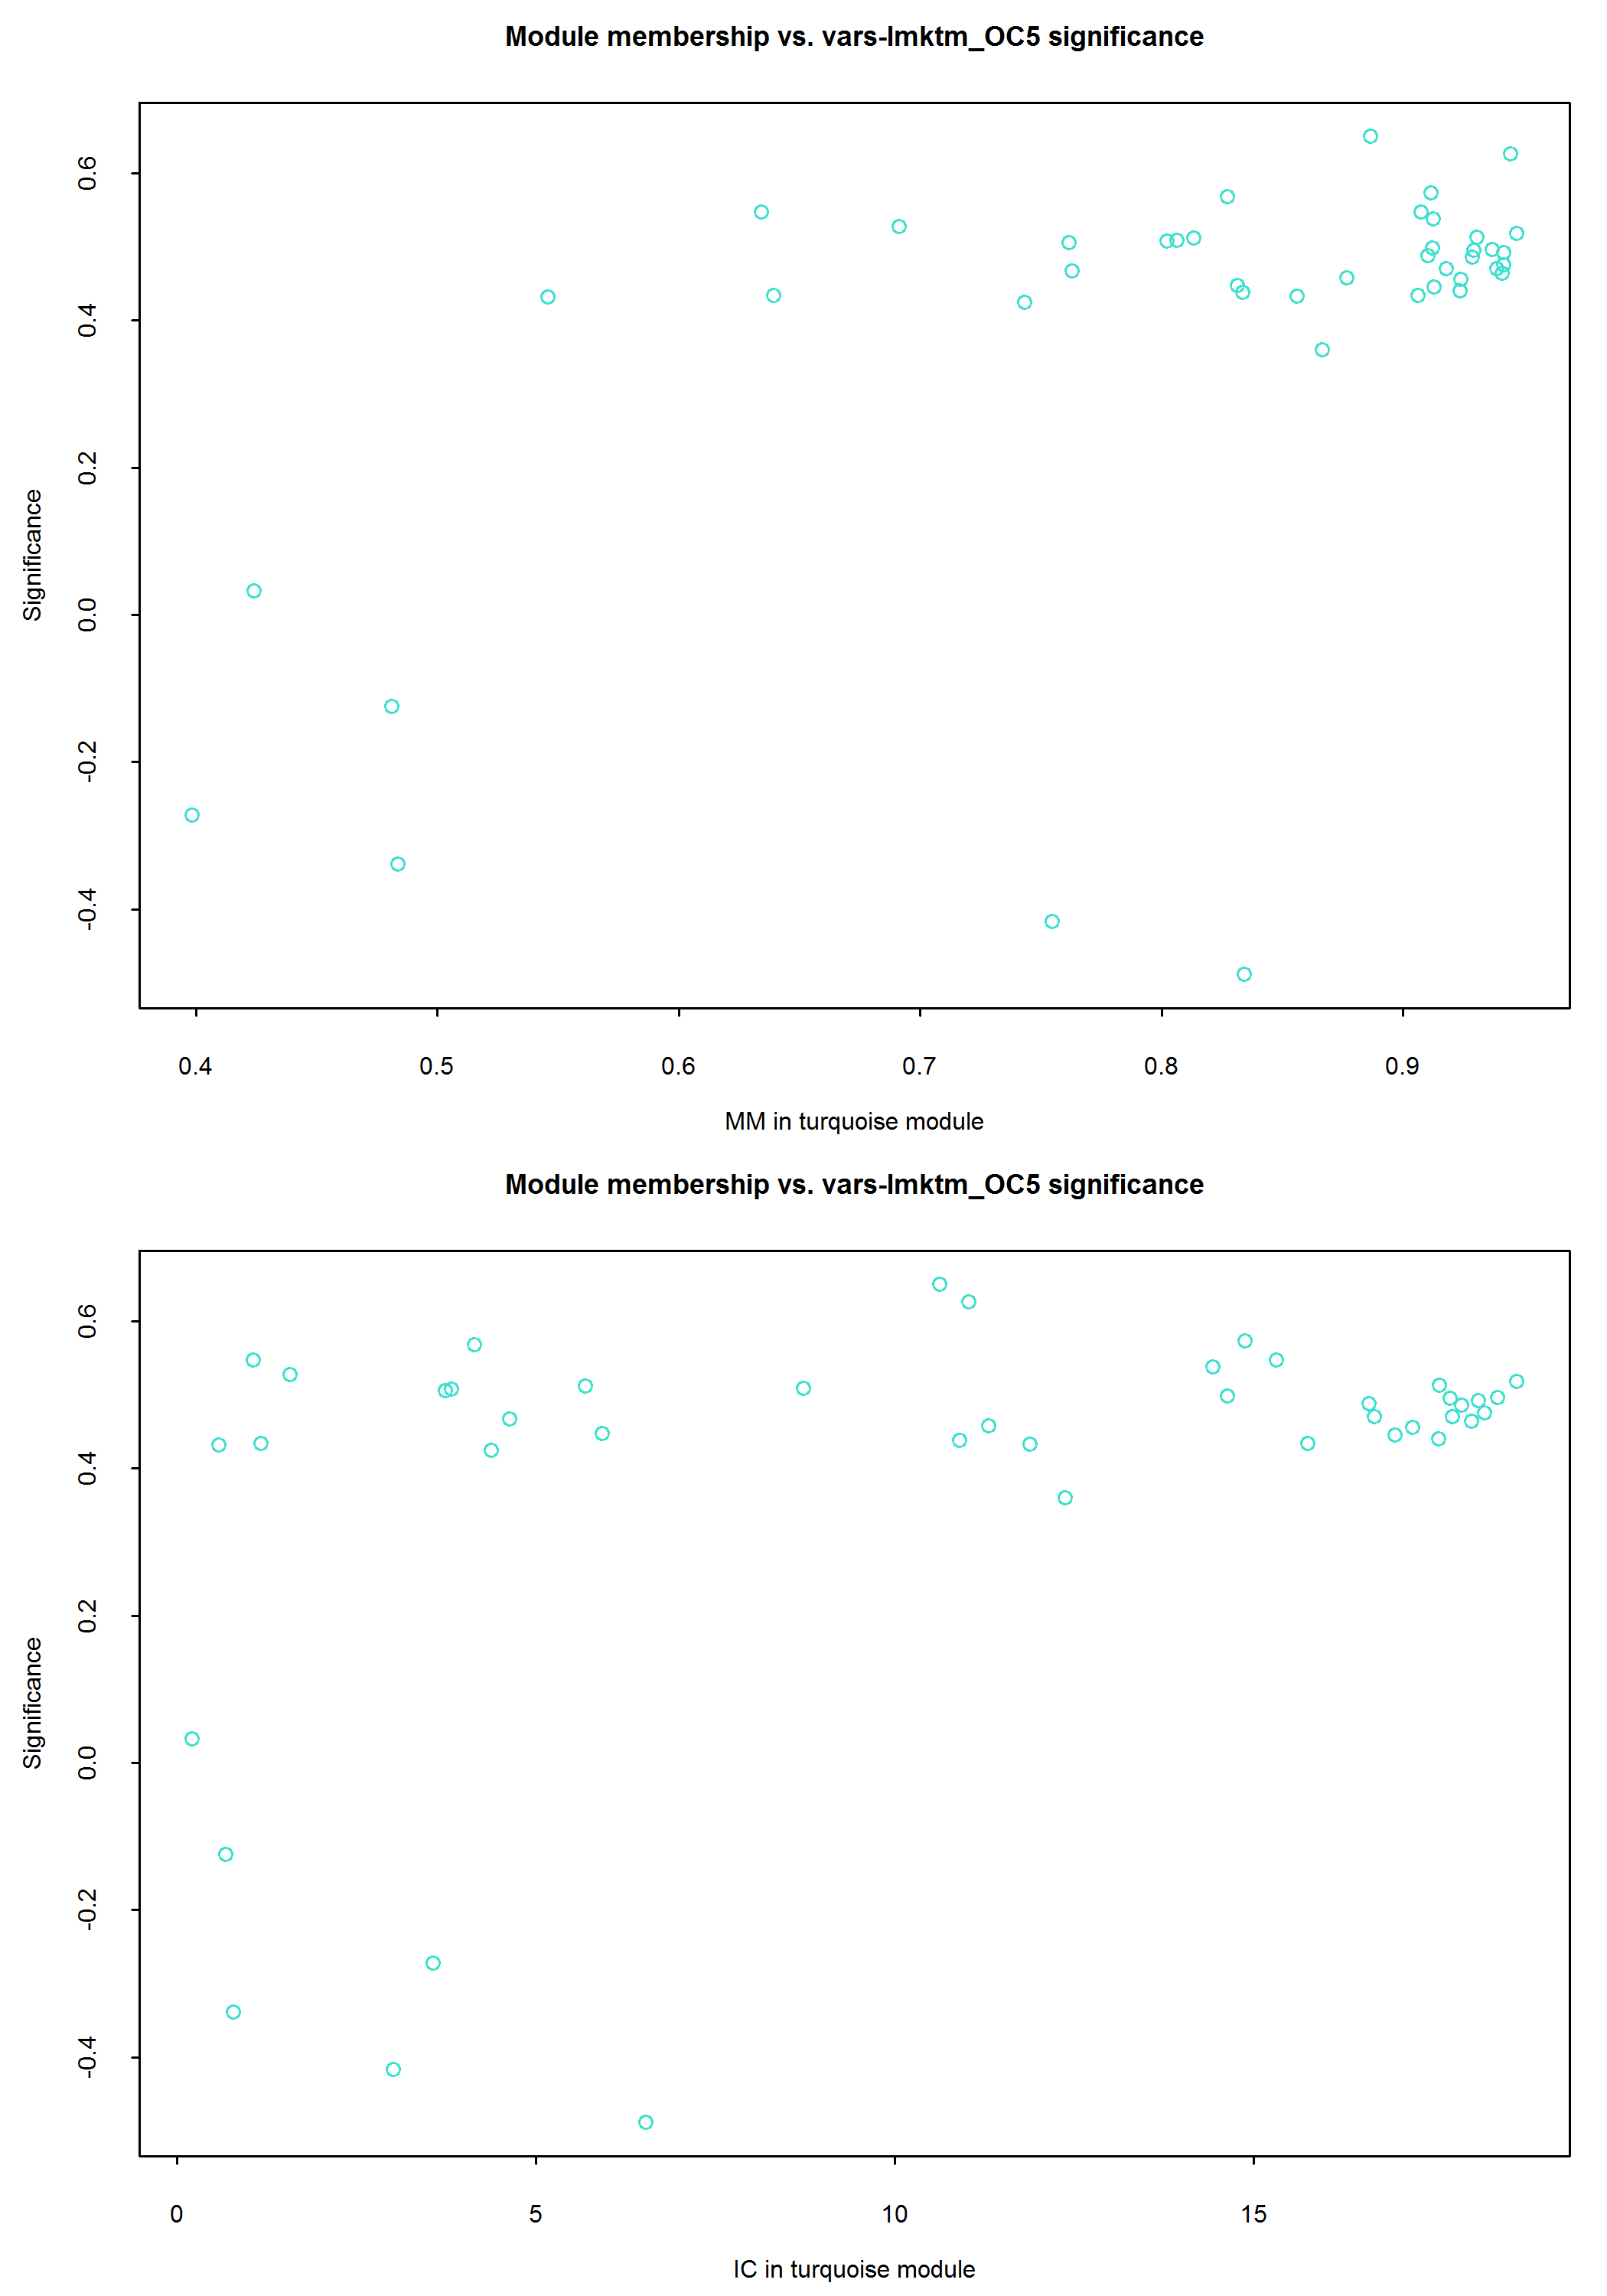 Module membership vs. vars-lmktm_OC5 significance
0.6
0.4
0.2
0.0
-0.2
-0.4
Significance
0.4 0.5 0.6 0.7 0.8 0.9
MM in turquoise module
Module membership vs. vars-lmktm_OC5 significance
0.6
0.4
0.2
0.0
-0.2
-0.4
Significance
0 5 10 15
IC in turquoise module